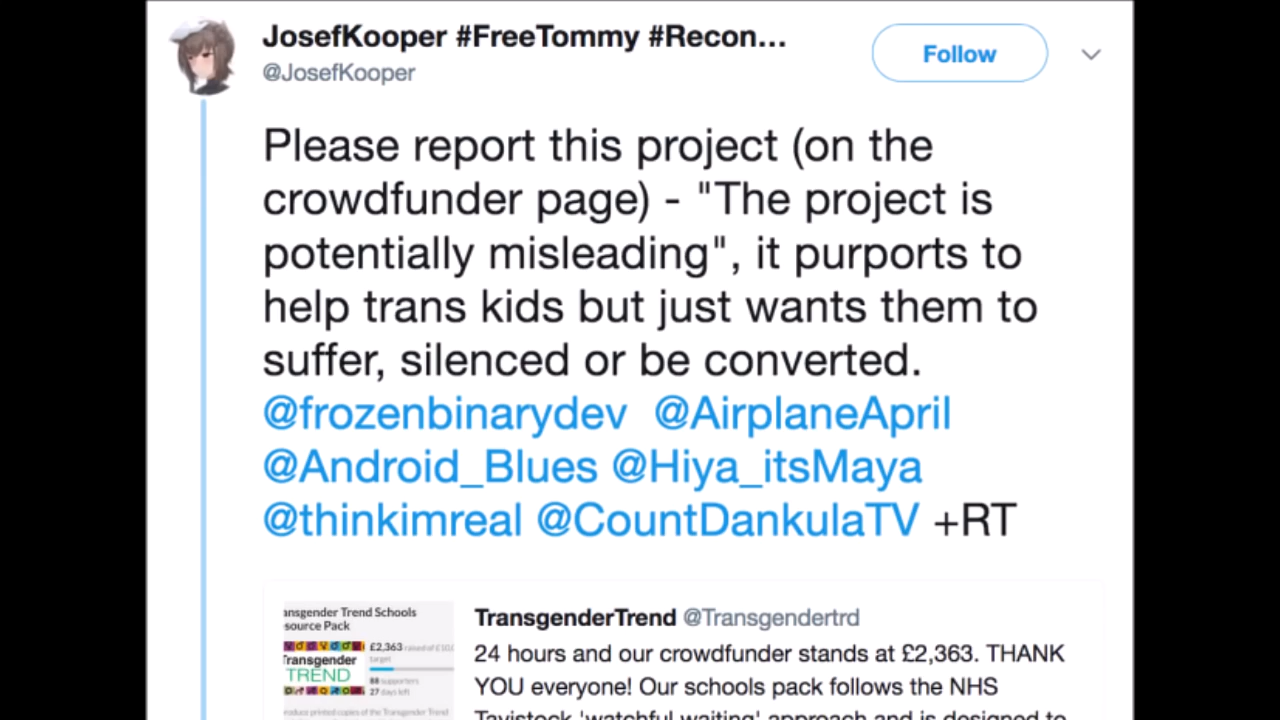 JosefKooper #FreeTommy #Recon...
@JosefKooper
Follow
Please report this project (on the
crowdfunder page) - "The project is
potentially misleading", it purports to
help trans kids but just wants them to
suffer, silenced or be converted.
@frozenbinarydev @AirplaneApril
@Android_Blues @Hiya_itsMaya
@thinkimreal @CountDankulaTV +RT
ansgender Trend Schools
source Pack
£2,363 raised of £10,0
target
Transgender
TREND
88 supporters
27 days left
roduce printed copies of the Transgender Trend
TransgenderTrend @Transgendertrd
24 hours and our crowdfunder stands at £2,363. THANK
YOU everyone! Our schools pack follows the NHS
Tavistock 'watchful waiting' approach and is designed to